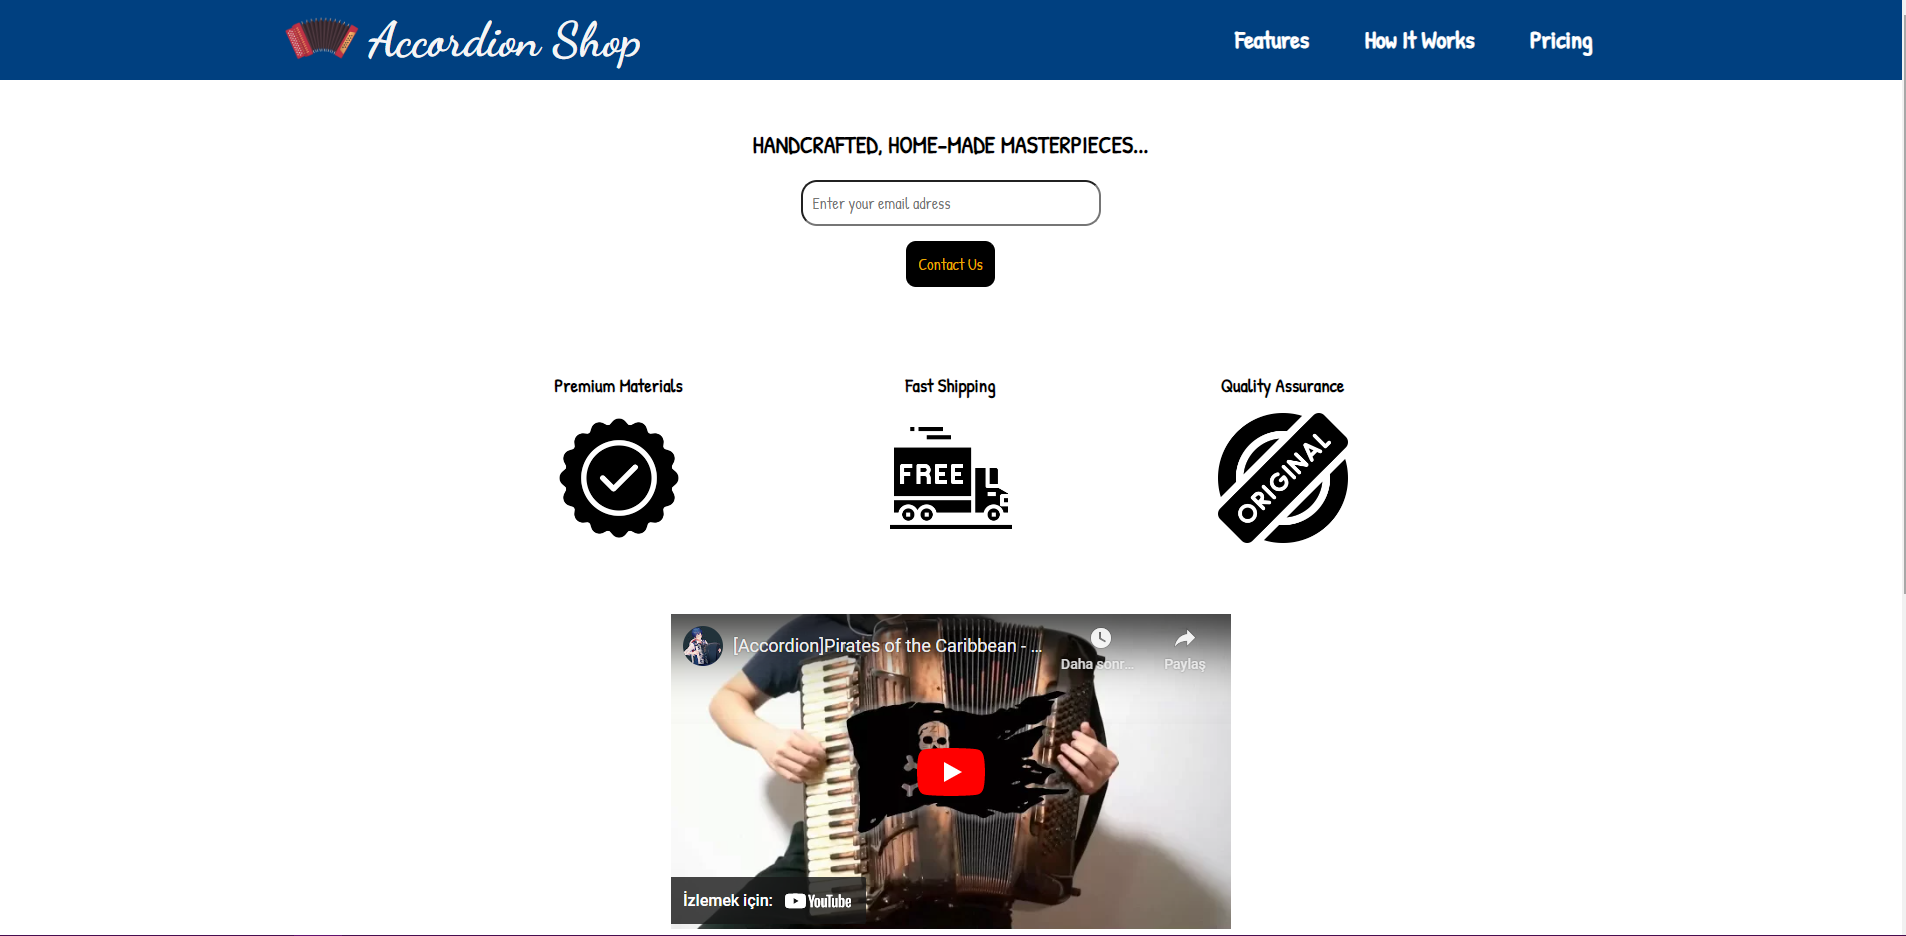 Accordion Shop
Features
How It Works
Pricing
HANDCRAFTED, HOME-MADE MASTERPIECES...
Enter your email adress
Contact Us
Premium Materials
Fast Shipping
Quality Assurance
FREE
ORIGINAL
[Accordion]Pirates of the Caribbean - ...
Daha sonr...
Paylaş
İzlemek için: YouTube